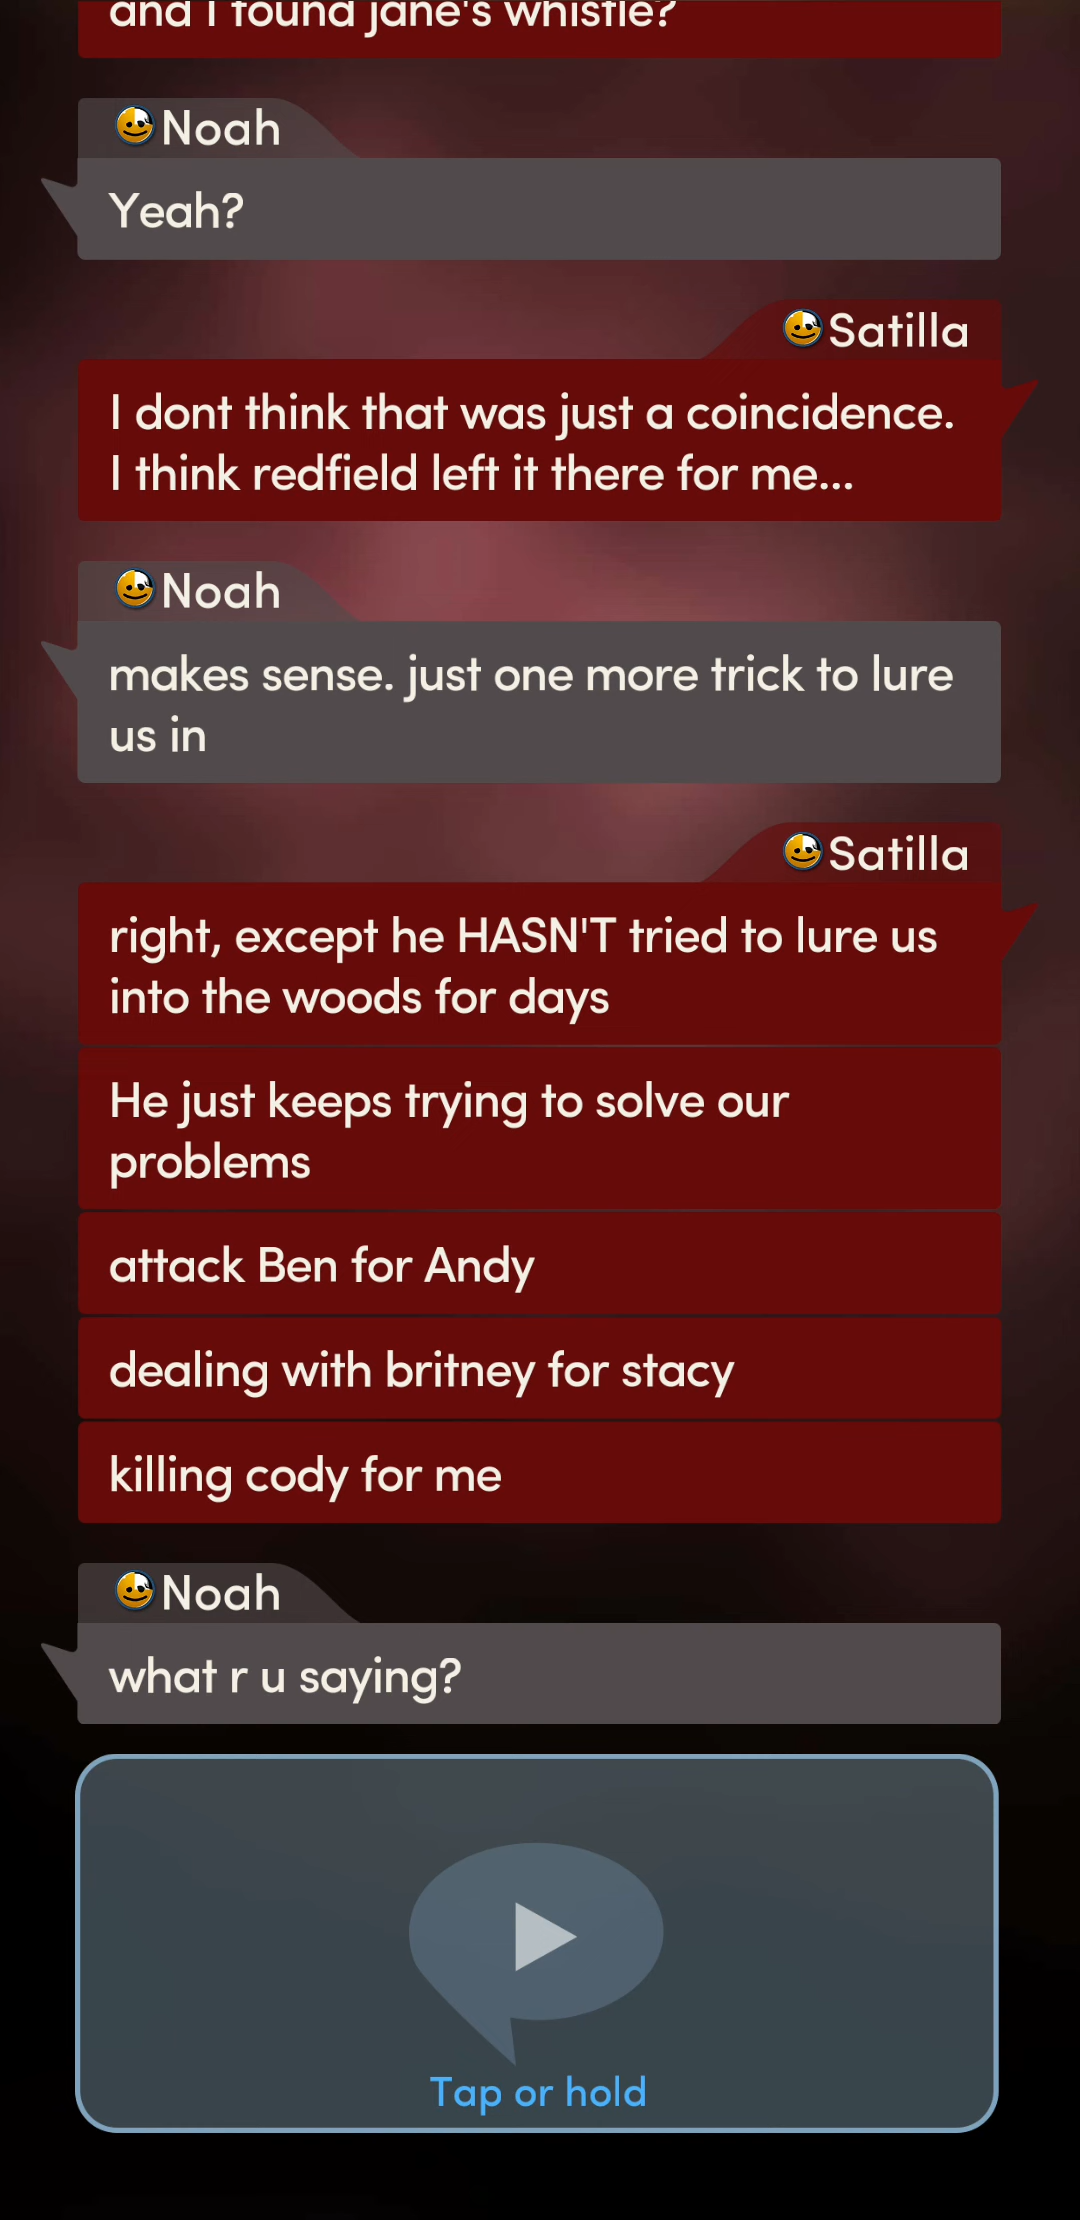 and I found jane's whistle?
Noah
Yeah?
Satilla
I dont think that was just a coincidence.
I think redfield left it there for me...
Noah
makes sense. just one more trick to lure
us in
Satilla
right, except he HASN'T tried to lure us
into the woods for days
He just keeps trying to solve our
problems
attack Ben for Andy
dealing with britney for stacy
killing cody for me
Noah
what r u saying?
Tap or hold